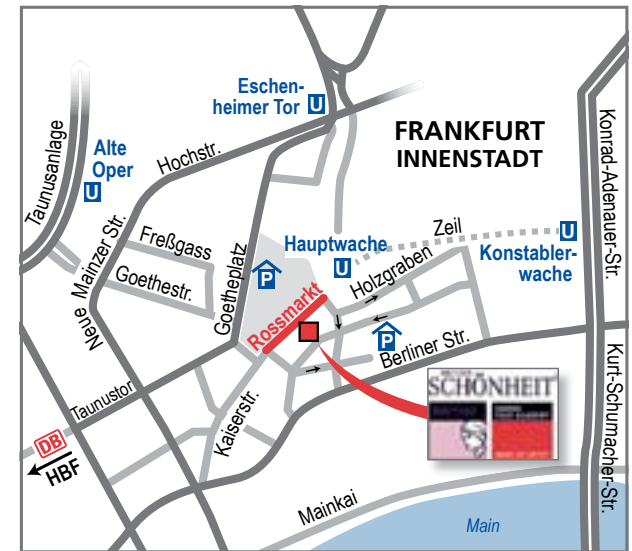 Eschen-
heimer Tor U
FRANKFURT
INNENSTADT
Alte
Oper
U
Taunusanlage
Hochstr.
Konrad-Adenauer-Str.
Neue Mainzer Str.
Freßgass
Goethestr.
Goetheplatz
P
Hauptwache
U
Zeil
U
Konstabler-
wache
Holzgraben
Rossmarkt
P
Berliner Str.
Kurt-Schumacher-Str.
Taunustor
Kaiserstr.
SCHÖNHEIT
DB
HBF
Mainkai
Main